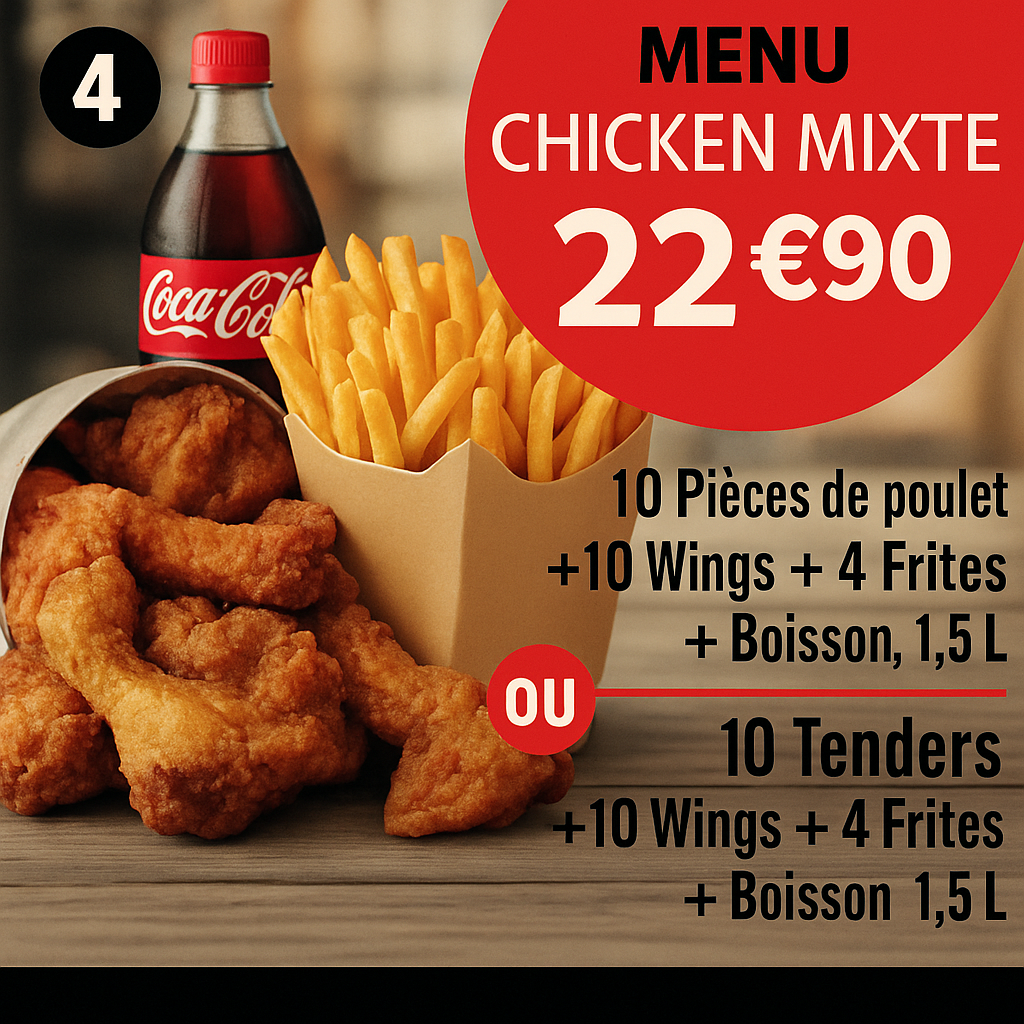 4
MENU
CHICKEN MIXTE
22 €90
Coca-Cola
10 Pièces de poulet
+10 Wings + 4 Frites
+ Boisson, 1,5 L
OU
10 Tenders
+10 Wings + 4 Frites
+ Boisson 1,5 L